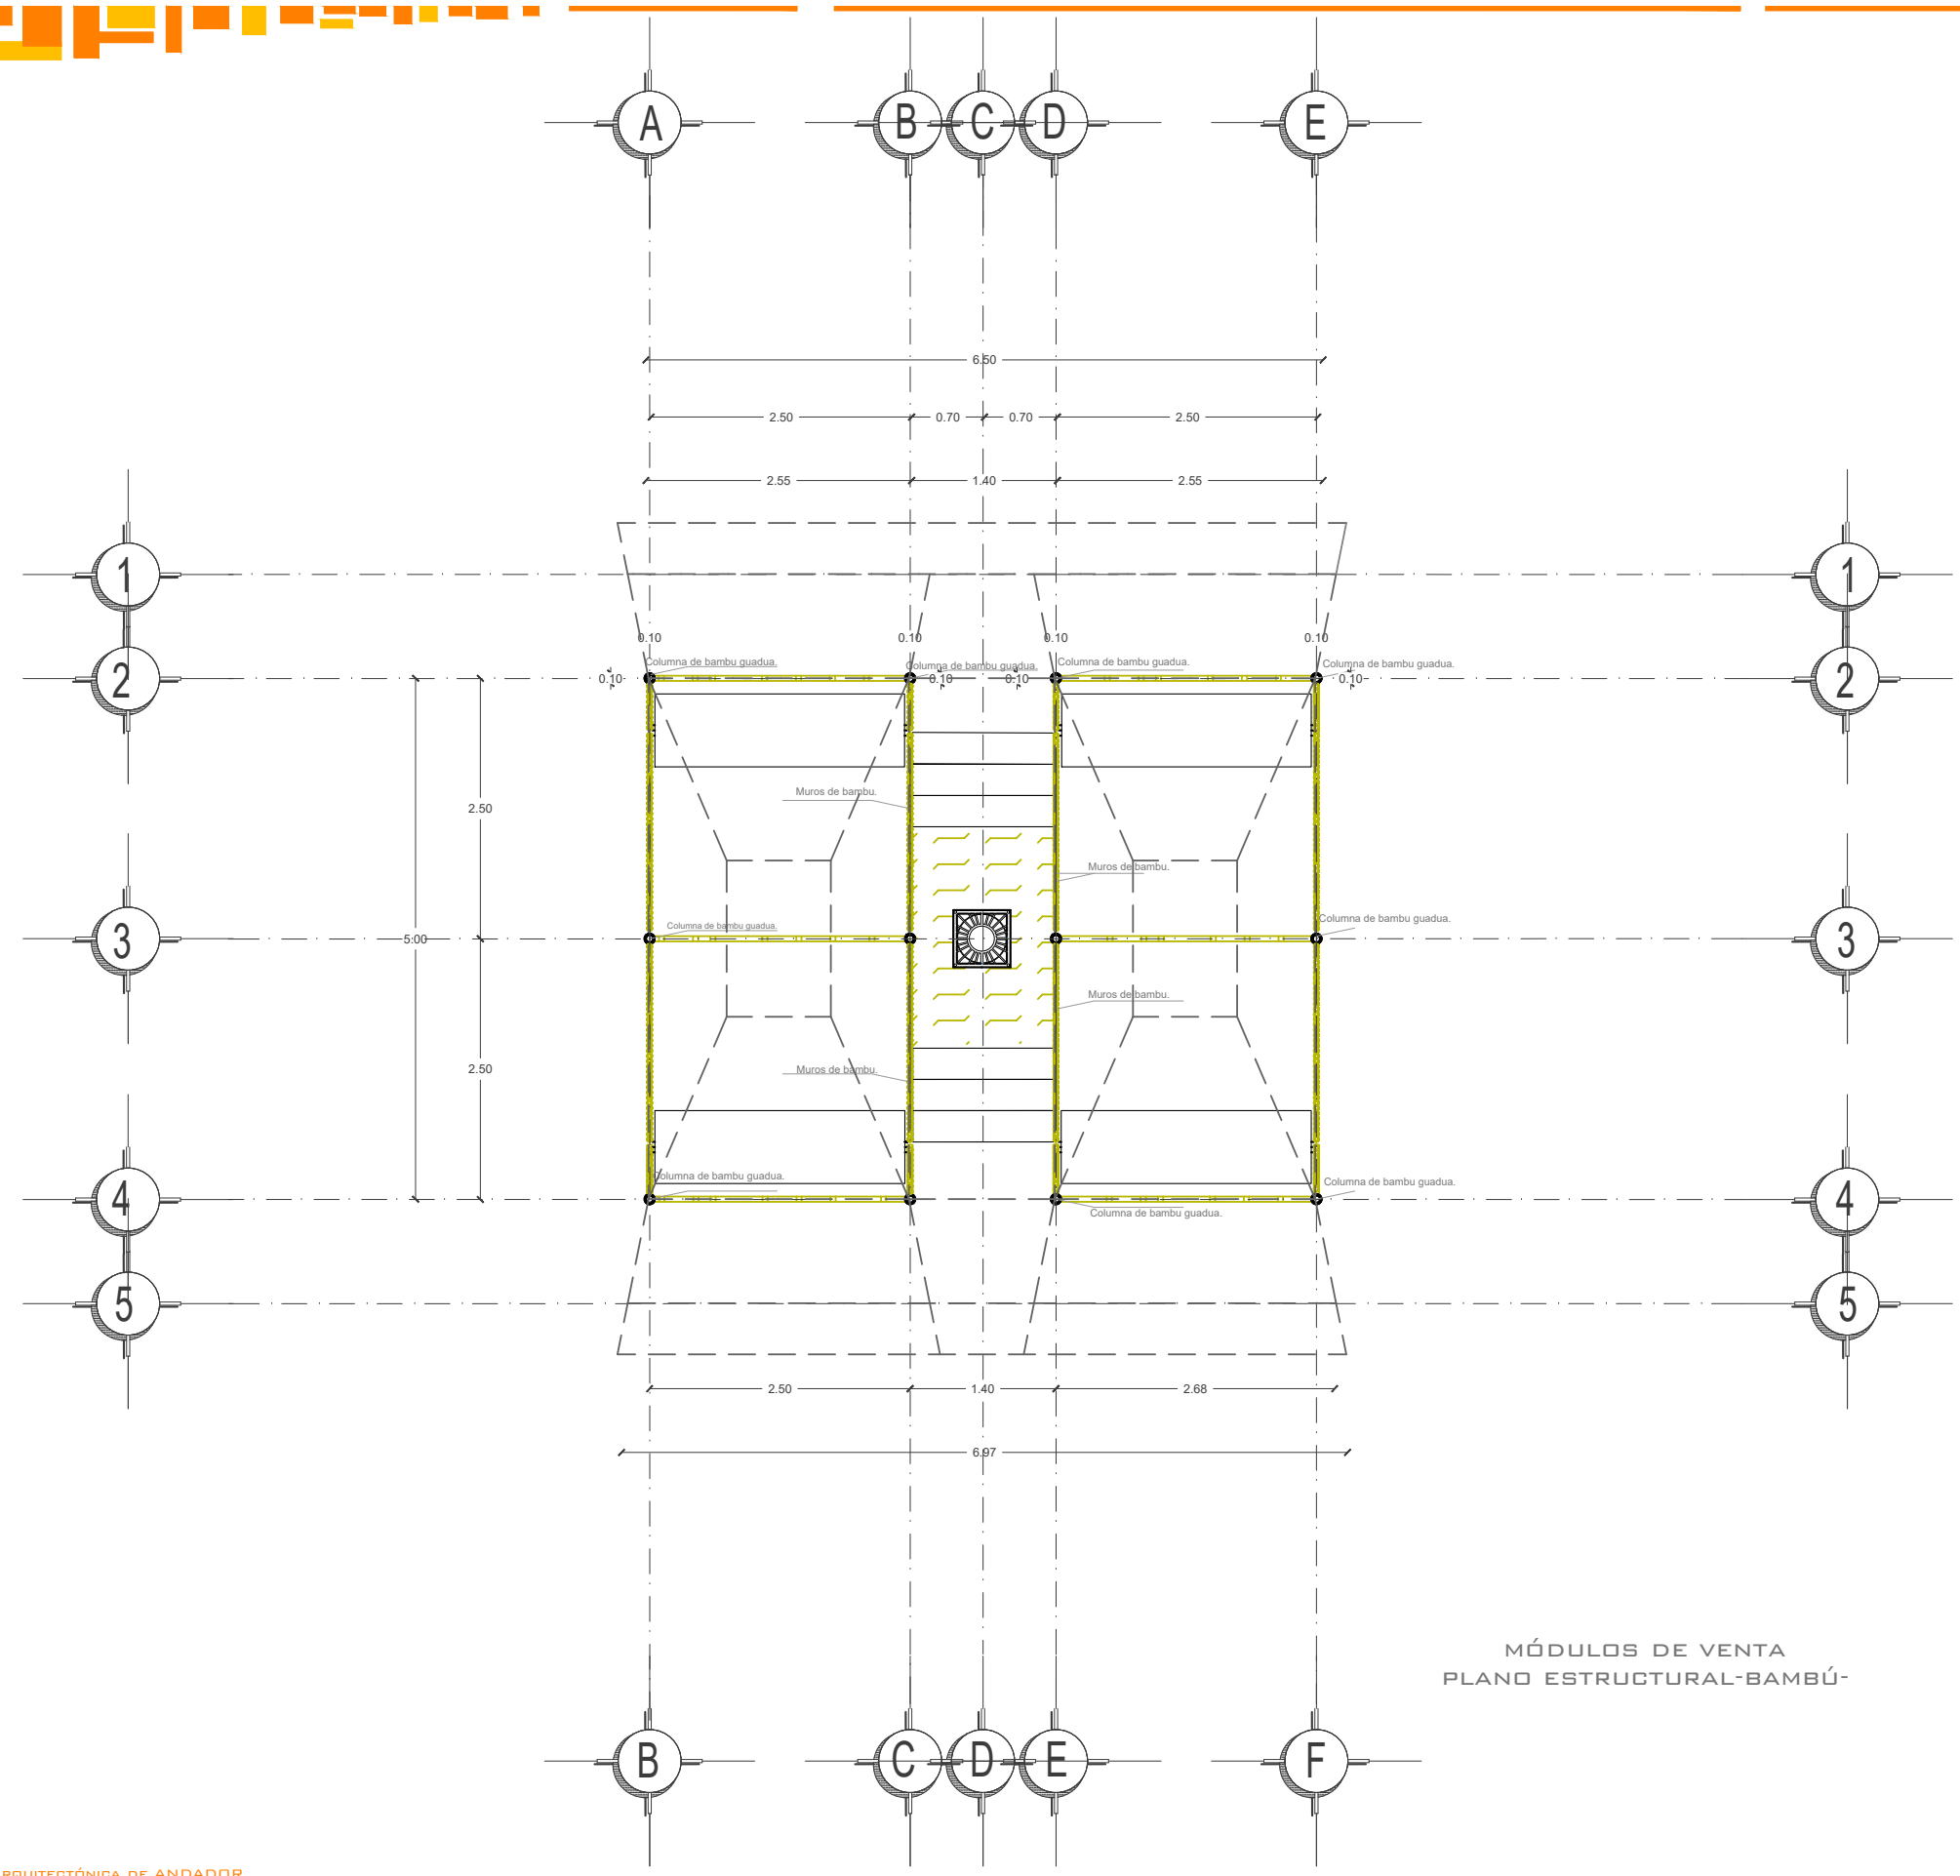 A B C D E
6.50
2.50 0.70 0.70 2.50
2.55 1.40 2.55
1 1
0.10 0.10 0.10 0.10
Columna de bambu guadua. Columna de bambu guadua. Columna de bambu guadua. Columna de bambu guadua.
2 0.10 0.10 0.10 0.10 2
2.50 Muros de bambu.
Muros de bambu.
Columna de bambu guadua. Columna de bambu guadua.
3 5.00 3
Muros de bambu.
2.50 Muros de bambu.
Columna de bambu guadua. Columna de bambu guadua.
4 4
Columna de bambu guadua.
5 5
2.50 1.40 2.68
6.97
MÓDULOS DE VENTA
PLANO ESTRUCTURAL-BAMBÚ-
B C D E F
RQUITECTÓNICA DE ANDADOR